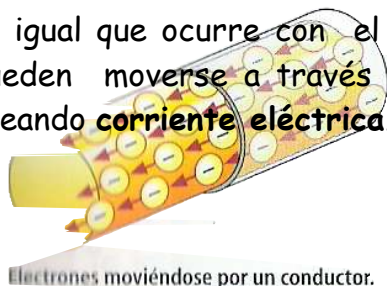 igual que ocurre con el
eden moverse a través
eando corriente eléctrica
Electrones moviéndose por un conductor.